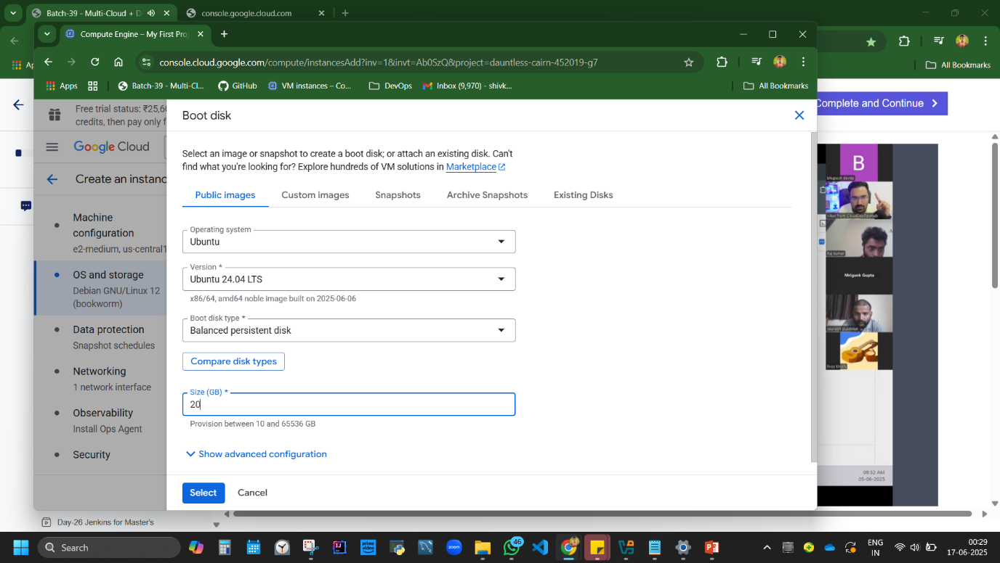 Batch-39 - Multi-Cloud + D
console.google.cloud.com
Compute Engine – My First Proj
console.cloud.google.com/compute/instancesAdd?inv=1&invt=Ab0SzQ&project=dauntless-cairn-452019-g7
Apps
Batch-39 - Multi-Cl...
GitHub
VM instances – Co...
DevOps
Inbox (9,970) - shivk...
All Bookmarks
All Bookmarks
Free trial status: ₹25,6
credits, then pay only f
Google Cloud
Create an instanc
Machine
configuration
e2-medium, us-central1
OS and storage
Debian GNU/Linux 12
(bookworm)
Data protection
Snapshot schedules
Networking
1 network interface
Observability
Install Ops Agent
Security
Boot disk
Select an image or snapshot to create a boot disk; or attach an existing disk. Can't
find what you're looking for? Explore hundreds of VM solutions in Marketplace
Public images
Custom images
Snapshots
Archive Snapshots
Existing Disks
Operating system
Ubuntu
Version *
Ubuntu 24.04 LTS
x86/64, amd64 noble image built on 2025-06-06
Boot disk type *
Balanced persistent disk
Compare disk types
Size (GB) *
20
Provision between 10 and 65536 GB
Show advanced configuration
Select
Cancel
Complete and Continue
B
bhupesh devda
Vikas from CloudDevOpsHub
Raj kumar
Mrigank Gupta
08:32 AM
05-06-2025
Day-26 Jenkins for Master's
Search
46
ENG
IN
00:29
17-06-2025